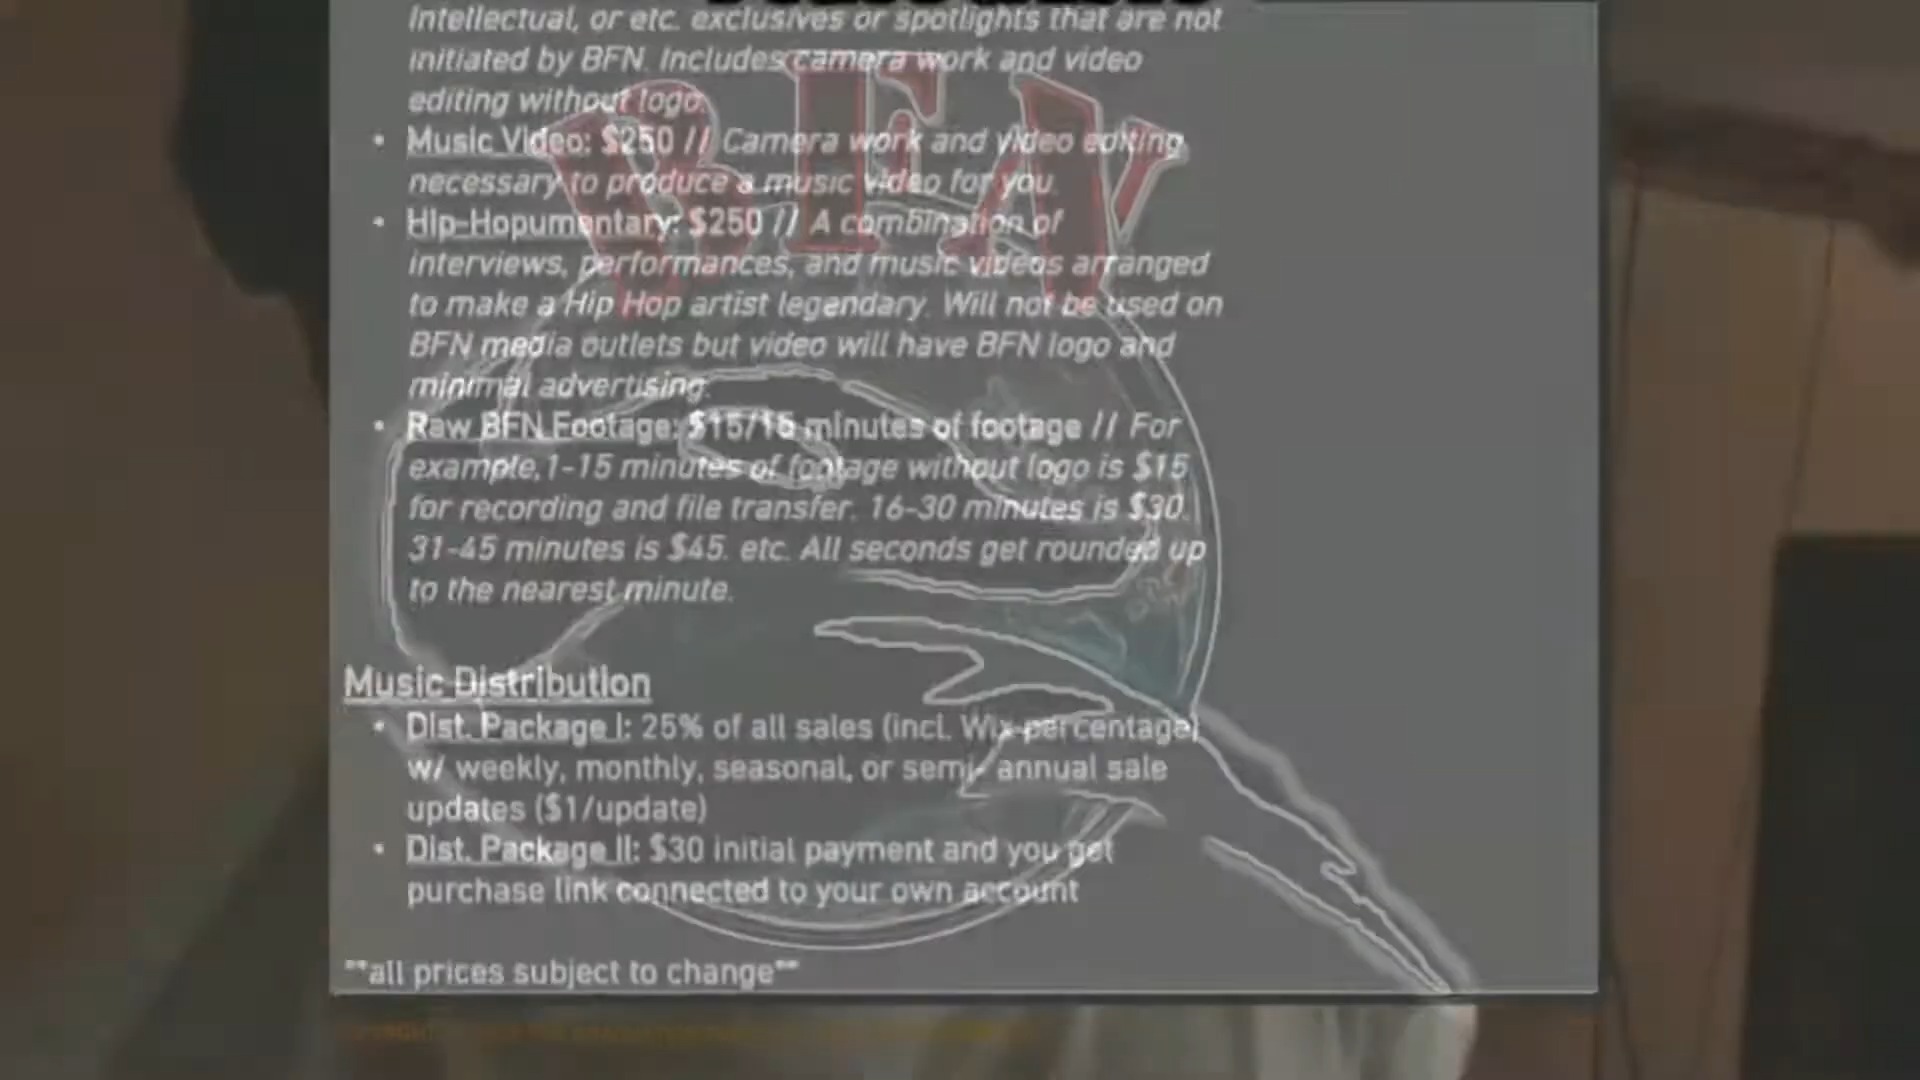 Intellectual, or etc. exclusives or spotlights that are not
initiated by BFN. Includes camera work and video
editing without logo.
BFN
• Music Video: $250 // Camera work and video editing
necessary to produce a music video for you.
• Hip-Hopumentary: $250 // A combination of
interviews, performances, and music videos arranged
to make a Hip Hop artist legendary. Will not be used on
BFN media outlets but video will have BFN logo and
minimal advertising.
• Raw BFN Footage: $15/15 minutes of footage // For
example,1-15 minutes of footage without logo is $15
for recording and file transfer. 16-30 minutes is $30.
31-45 minutes is $45. etc. All seconds get rounded up
to the nearest minute.
Music Distribution
• Dist. Package I: 25% of all sales (incl. Wix percentage)
w/ weekly, monthly, seasonal, or semi- annual sale
updates ($1/update)
• Dist. Package II: $30 initial payment and you get
purchase link connected to your own account
**all prices subject to change**